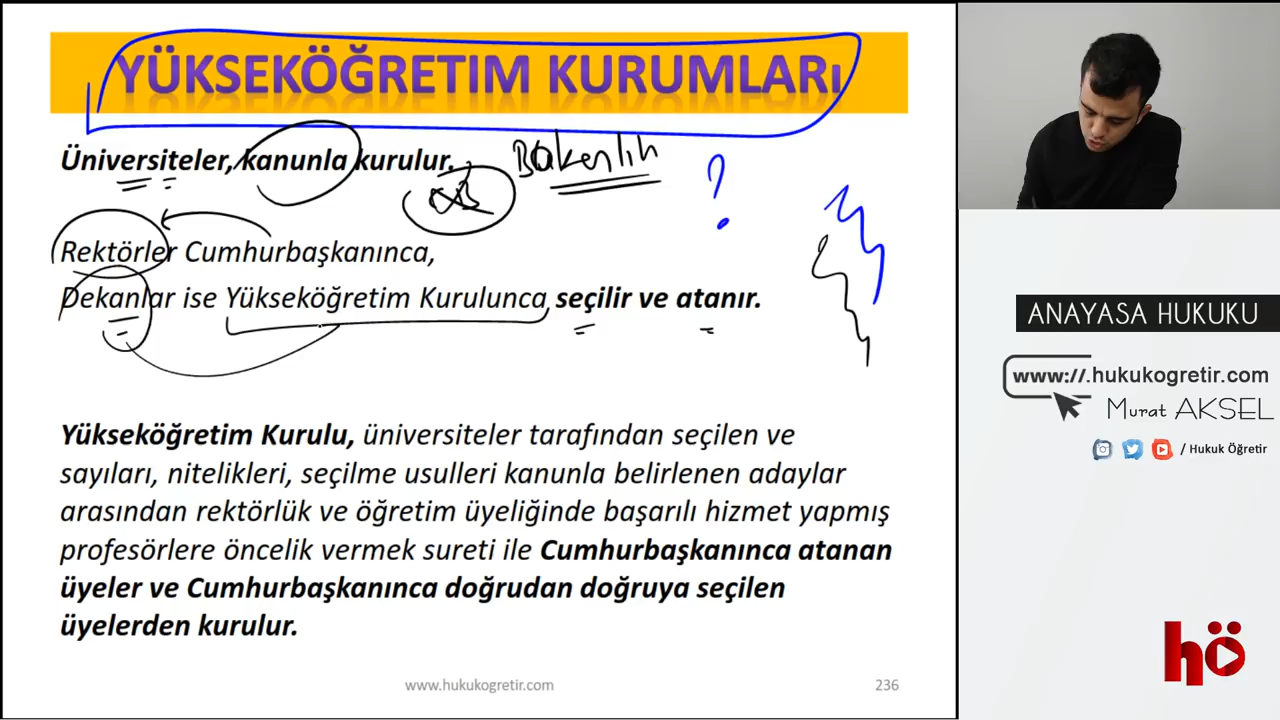 YÜKSEKÖĞRETIM KURUMLARı
Üniversiteler, kanunla kurulur.
Bakanlık
?
Rektörler Cumhurbaşkanınca,
Dekanlar ise Yükseköğretim Kurulunca seçilir ve atanır.
Yükseköğretim Kurulu, üniversiteler tarafından seçilen ve
sayıları, nitelikleri, seçilme usulleri kanunla belirlenen adaylar
arasından rektörlük ve öğretim üyeliğinde başarılı hizmet yapmış
profesörlere öncelik vermek sureti ile Cumhurbaşkanınca atanan
üyeler ve Cumhurbaşkanınca doğrudan doğruya seçilen
üyelerden kurulur.
www.hukukogretir.com
236
ANAYASA HUKUKU
www://.hukukogretir.com
Murat AKSEL
/ Hukuk Öğretir
hö